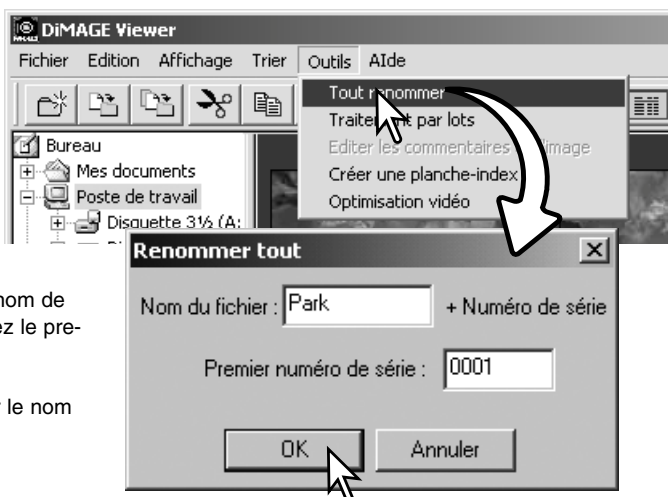 DiMAGE Viewer
Fichier Edition Affichage Trier Outils AIde
Tout renommer
Traitement par lots
Editer les commentaires l'image
Créer une planche-index
Optimisation vidéo
Bureau
Mes documents
Poste de travail
Disquette 3½ (A:
Renommer tout
nom de
ez le pre-
le nom
Nom du fichier : Park + Numéro de série
Premier numéro de série : 0001
OK Annuler